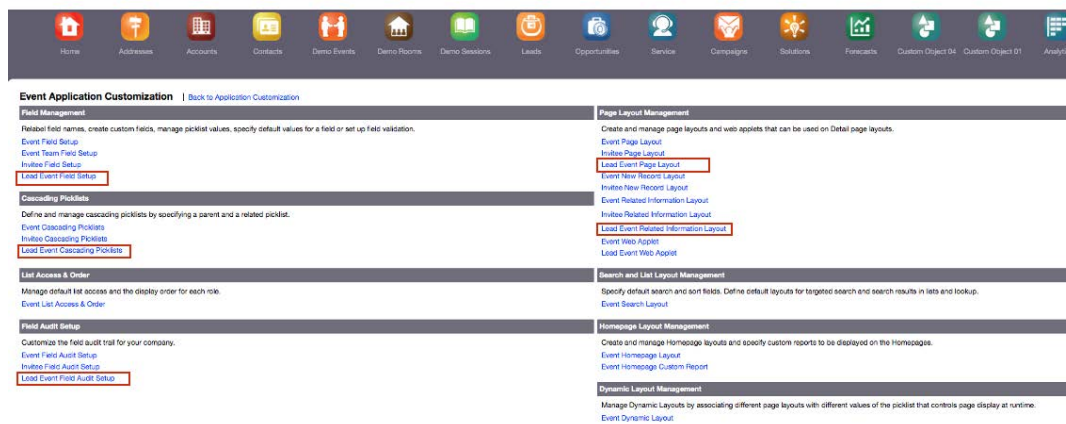 Home
Addresses
Accounts
Contacts
Demo Events
Demo Rooms
Demo Sessions
Leads
Opportunities
Service
Campaigns
Solutions
Forecasts
Custom Object 04
Custom Object 01
Event Application Customization | Back to Application Customization
Field Management
Relabel field names, create custom fields, manage picklist values, specify default values for a field or set up field validation.
Event Field Setup
Event Team Field Setup
Invitee Field Setup
Lead Event Field Setup
Cascading Picklists
Define and manage cascading picklists by specifying a parent and a related picklist.
Event Cascading Picklists
Invitee Cascading Picklists
Lead Event Cascading Picklists
List Access & Order
Manage default list access and the display order for each role.
Event List Access & Order
Field Audit Setup
Customize the field audit trail for your company.
Event Field Audit Setup
Invitee Field Audit Setup
Lead Event Field Audit Setup
Page Layout Management
Create and manage page layouts and web applets that can be used on Detail page layouts.
Event Page Layout
Invitee Page Layout
Lead Event Page Layout
Event New Record Layout
Invitee New Record Layout
Event Related Information Layout
Invitee Related Information Layout
Lead Event Related Information Layout
Event Web Applet
Lead Event Web Applet
Search and List Layout Management
Specify default search and sort fields. Define default layouts for targeted search and search results in lists and lookup.
Event Search Layout
Homepage Layout Management
Create and manage Homepage layouts and specify custom reports to be displayed on the Homepages.
Event Homepage Layout
Event Homepage Custom Report
Dynamic Layout Management
Manage Dynamic Layouts by associating different page layouts with different values of the picklist that controls page display at runtime.
Event Dynamic Layout